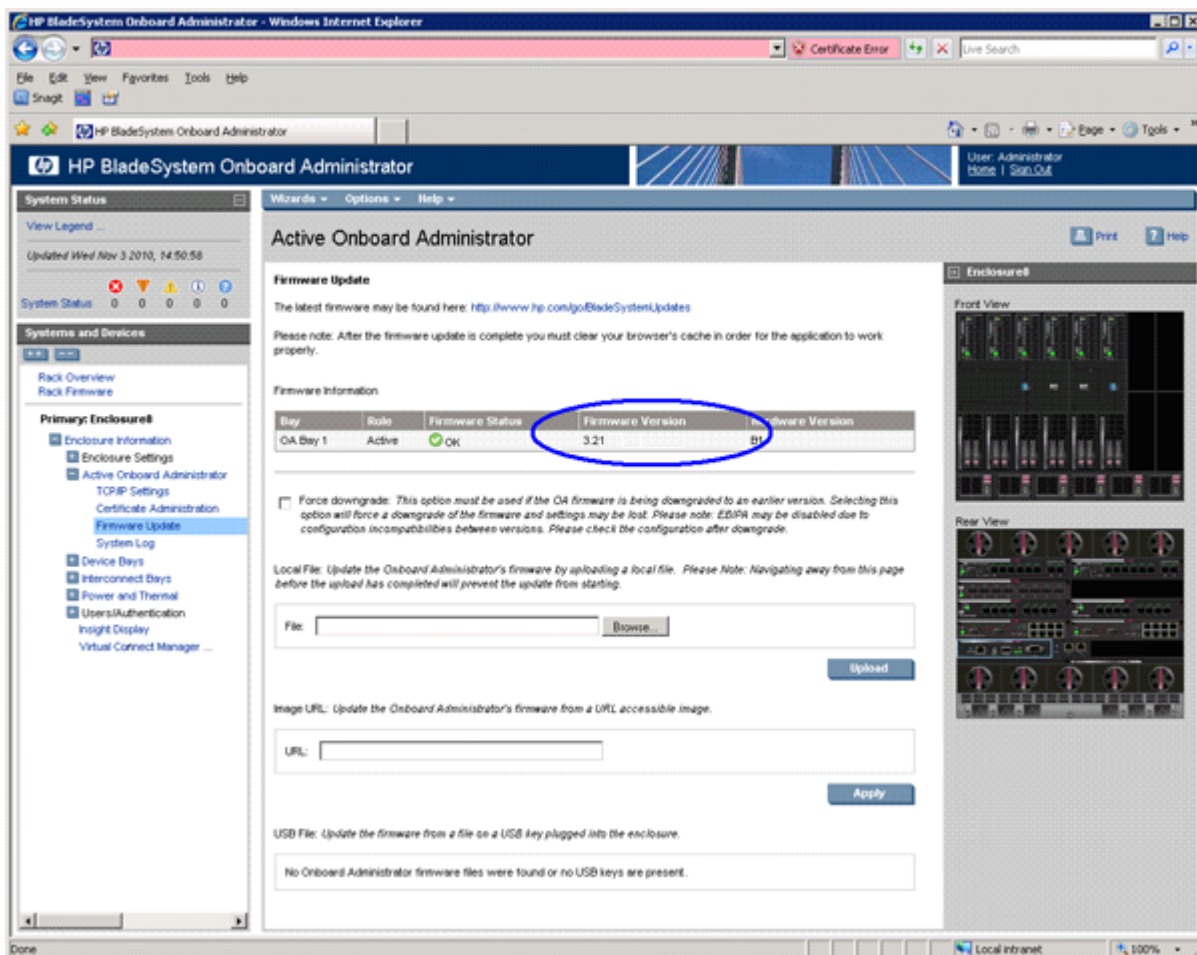 HP BladeSystem Onboard Administrator - Windows Internet Explorer
Certificate Error
Live Search
File Edit View Favorites Tools Help
Snagit
HP BladeSystem Onboard Administrator
Page Tools
HP BladeSystem Onboard Administrator
User: Administrator
Home | Sign Out
System Status
View Legend ...
Updated Wed Nov 3 2010, 14:50:58
System Status 0 0 0 0 0
Systems and Devices
Rack Overview
Rack Firmware
Primary: Enclosure8
Enclosure Information
Enclosure Settings
Active Onboard Administrator
TCP/IP Settings
Certificate Administration
Firmware Update
System Log
Device Bays
Interconnect Bays
Power and Thermal
Users/Authentication
Insight Display
Virtual Connect Manager ...
Wizards Options Help
Active Onboard Administrator
Print Help
Firmware Update
The latest firmware may be found here: http://www.hp.com/go/BladeSystemUpdates
Please note: After the firmware update is complete you must clear your browser's cache in order for the application to work
properly.
Firmware Information
Bay Role Firmware Status Firmware Version Hardware Version
OA Bay 1 Active OK 3.21 B1
Force downgrade: This option must be used if the OA firmware is being downgraded to an earlier version. Selecting this
option will force a downgrade of the firmware and settings may be lost. Please note: EBIPA may be disabled due to
configuration incompatibilities between versions. Please check the configuration after downgrade.
Local File: Update the Onboard Administrator's firmware by uploading a local file. Please Note: Navigating away from this page
before the upload has completed will prevent the update from starting.
File: Browse...
Upload
Image URL: Update the Onboard Administrator's firmware from a URL accessible image.
URL:
Apply
USB File: Update the firmware from a file on a USB key plugged into the enclosure.
No Onboard Administrator firmware files were found or no USB keys are present.
Enclosure8
Front View
Rear View
Done
Local intranet
100%